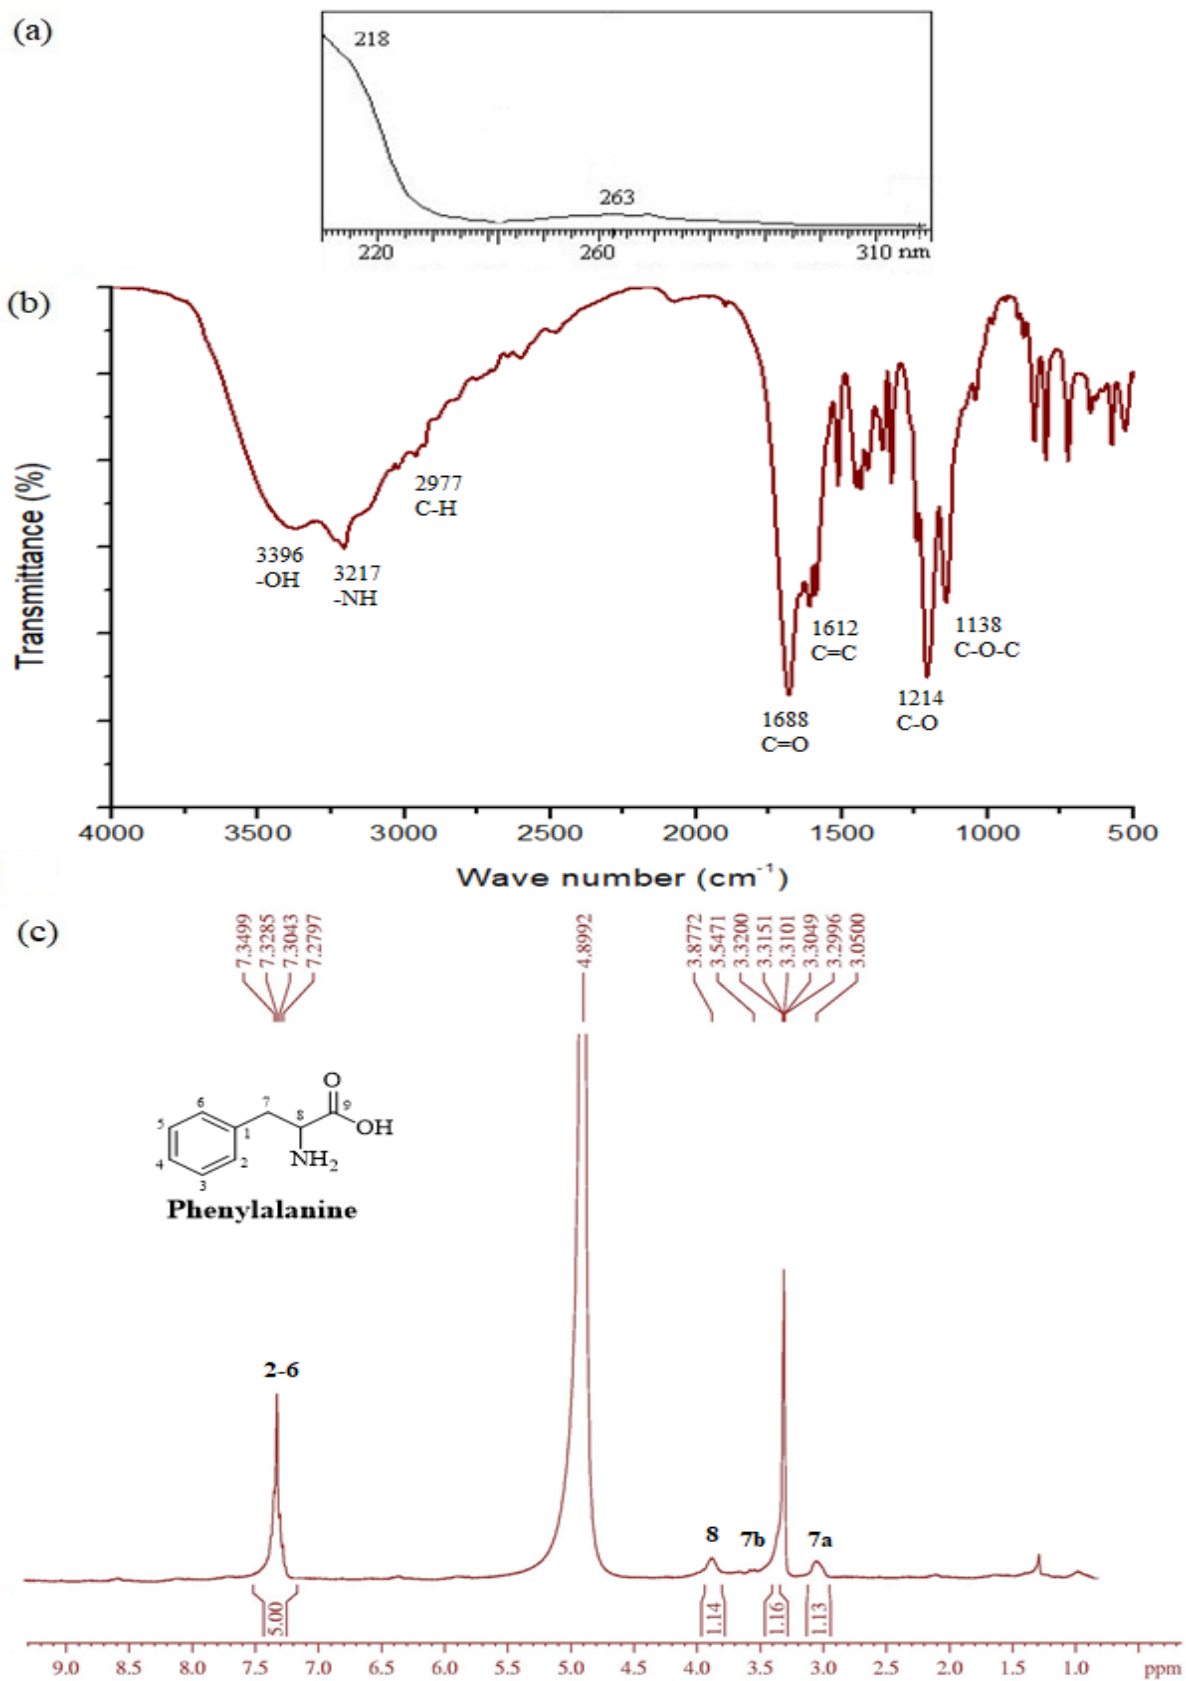 (a)
218
263
220 260 310 nm
(b)
Transmittance (%)
3396
-OH
3217
-NH
2977
C-H
1688
C=O
1612
C=C
1214
C-O
1138
C-O-C
4000 3500 3000 2500 2000 1500 1000 500
Wave number (cm⁻¹)
(c)
7.3499
7.3285
7.3043
7.2797
4.8992
3.8772
3.5471
3.3200
3.3151
3.3101
3.3049
3.2996
3.0500
O
OH
NH₂
1
2
3
4
5
6
7
8
9
Phenylalanine
2-6
8
7b
7a
5.00
1.14
1.16
1.13
9.0 8.5 8.0 7.5 7.0 6.5 6.0 5.5 5.0 4.5 4.0 3.5 3.0 2.5 2.0 1.5 1.0 ppm